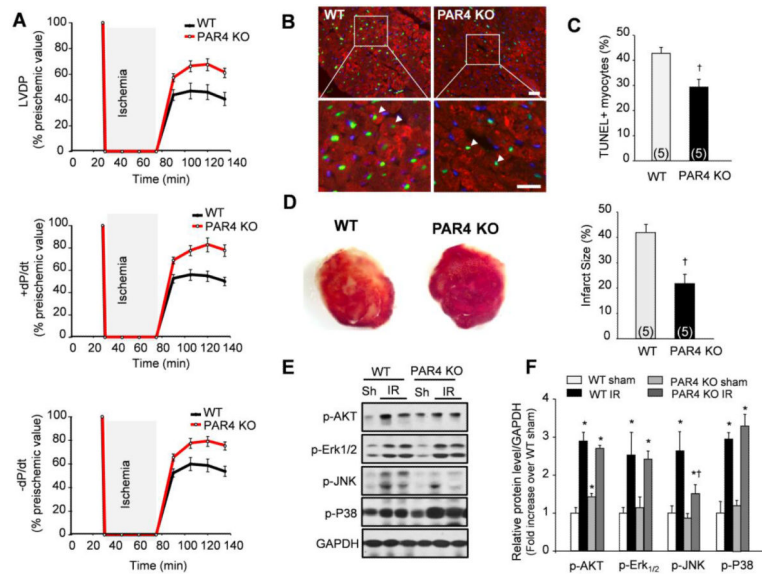 A
WT
PAR4 KO
LVDP
(% preischemic value)
100
80
60
40
20
0
Ischemia
0 20 40 60 80 100 120 140
Time (min)
WT
PAR4 KO
+dP/dt
(% preischemic value)
100
80
60
40
20
0
Ischemia
0 20 40 60 80 100 120 140
Time (min)
WT
PAR4 KO
-dP/dt
(% preischemic value)
100
80
60
40
20
0
Ischemia
0 20 40 60 80 100 120 140
Time (min)
B
WT
PAR4 KO
C
TUNEL+ myocytes (%)
50
40
30
20
10
0
†
(5)
(5)
WT PAR4 KO
D
WT
PAR4 KO
Infarct Size (%)
50
40
30
20
10
0
†
(5)
(5)
WT PAR4 KO
E
WT PAR4 KO
Sh IR Sh IR
p-AKT
p-Erk1/2
p-JNK
p-P38
GAPDH
F
WT sham
WT IR
PAR4 KO sham
PAR4 KO IR
Relative protein level/GAPDH
(Fold increase over WT sham)
4
3
2
1
0
* * * * * * *† * *
p-AKT p-Erk1/2 p-JNK p-P38